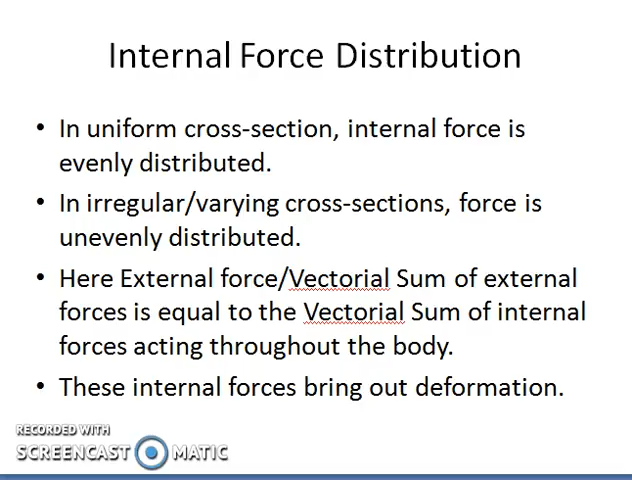 Internal Force Distribution
• In uniform cross-section, internal force is
evenly distributed.
• In irregular/varying cross-sections, force is
unevenly distributed.
• Here External force/Vectorial Sum of external
forces is equal to the Vectorial Sum of internal
forces acting throughout the body.
• These internal forces bring out deformation.
RECORDED WITH
SCREENCAST MATIC